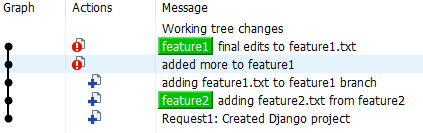 Graph Actions Message
Working tree changes
feature1 final edits to feature1.txt
added more to feature1
adding feature1.txt to feature1 branch
feature2 adding feature2.txt from feature2
Request1: Created Django project